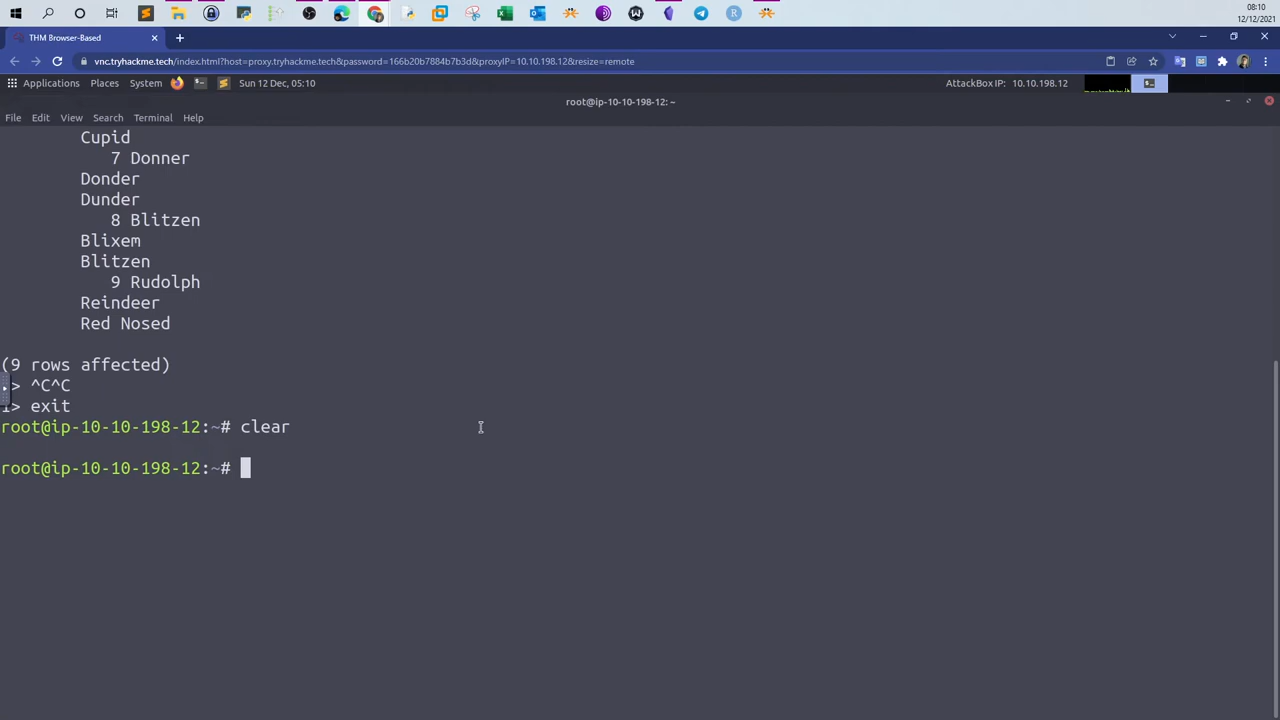 08:10
12/12/2021
THM Browser-Based
vnc.tryhackme.tech/index.html?host=proxy.tryhackme.tech&password=166b20b7884b7b3d&proxyIP=10.10.198.12&resize=remote
Applications Places System Sun 12 Dec, 05:10 AttackBox IP: 10.10.198.12
root@ip-10-10-198-12: ~
File Edit View Search Terminal Help
Cupid
7 Donner
Donder
Dunder
8 Blitzen
Blixem
Blitzen
9 Rudolph
Reindeer
Red Nosed
(9 rows affected)
> ^C^C
1> exit
root@ip-10-10-198-12:~# clear
root@ip-10-10-198-12:~#